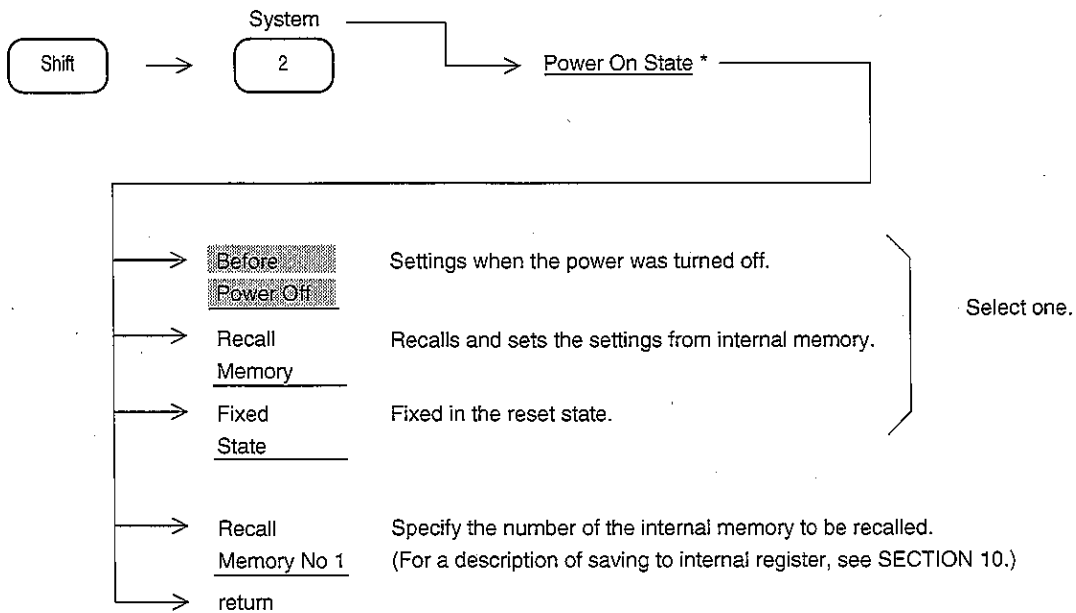 System
Shift
2
Power On State *
Before
Settings when the power was turned off.
Power Off
Select one.
Recall
Recalls and sets the settings from internal memory.
Memory
Fixed
Fixed in the reset state.
State
Recall
Specify the number of the internal memory to be recalled.
Memory No 1
(For a description of saving to internal register, see SECTION 10.)
return